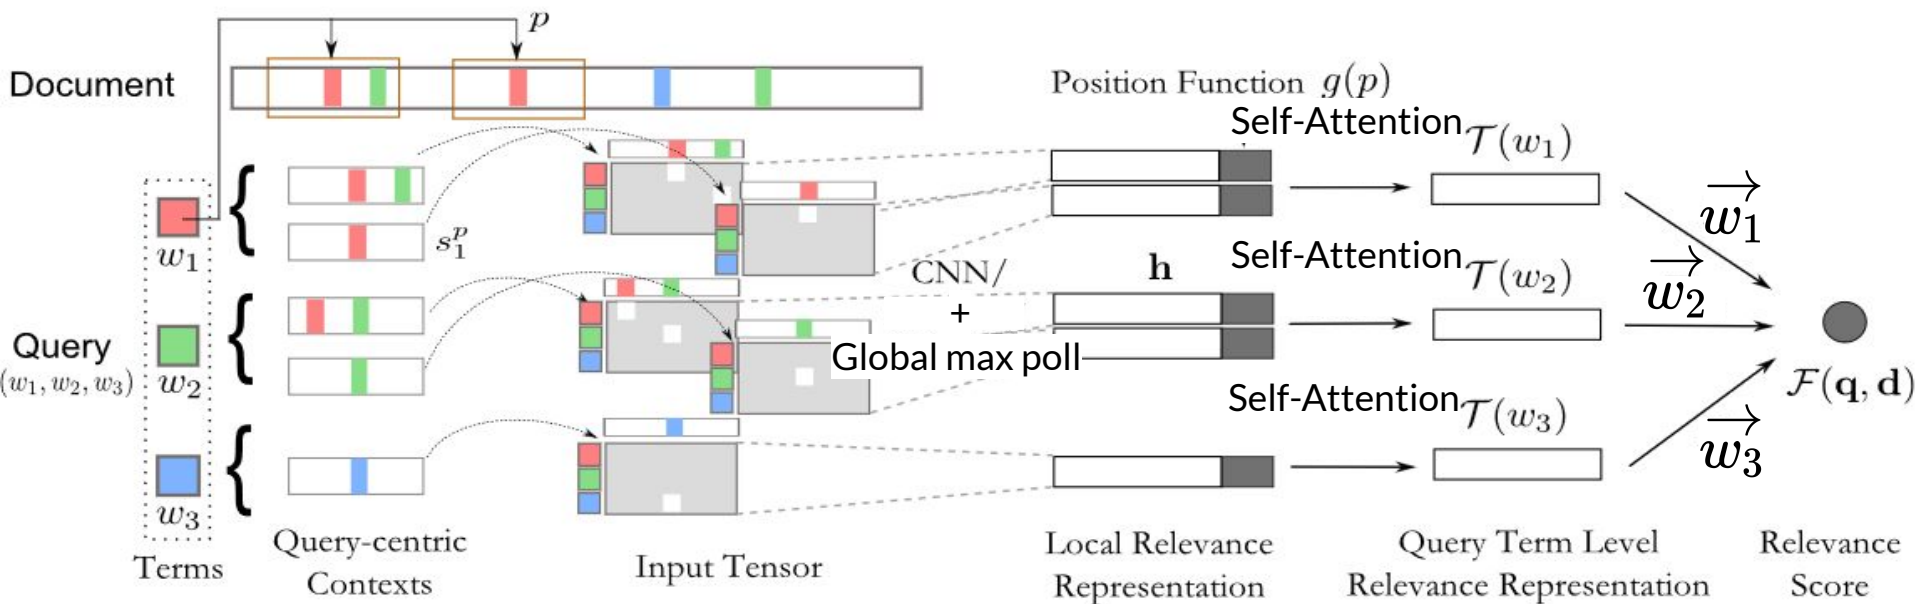 p
Document
Position Function g(p)
Self-Attention T(w₁)
w₁
s₁ᵖ
w₁→
CNN/
h
Self-Attention T(w₂)
w₂→
+
Query
(w₁, w₂, w₃)
w₂
Global max poll
F(q, d)
Self-Attention T(w₃)
w₃→
w₃
Terms
Query-centric
Contexts
Input Tensor
Local Relevance
Representation
Query Term Level
Relevance Representation
Relevance
Score